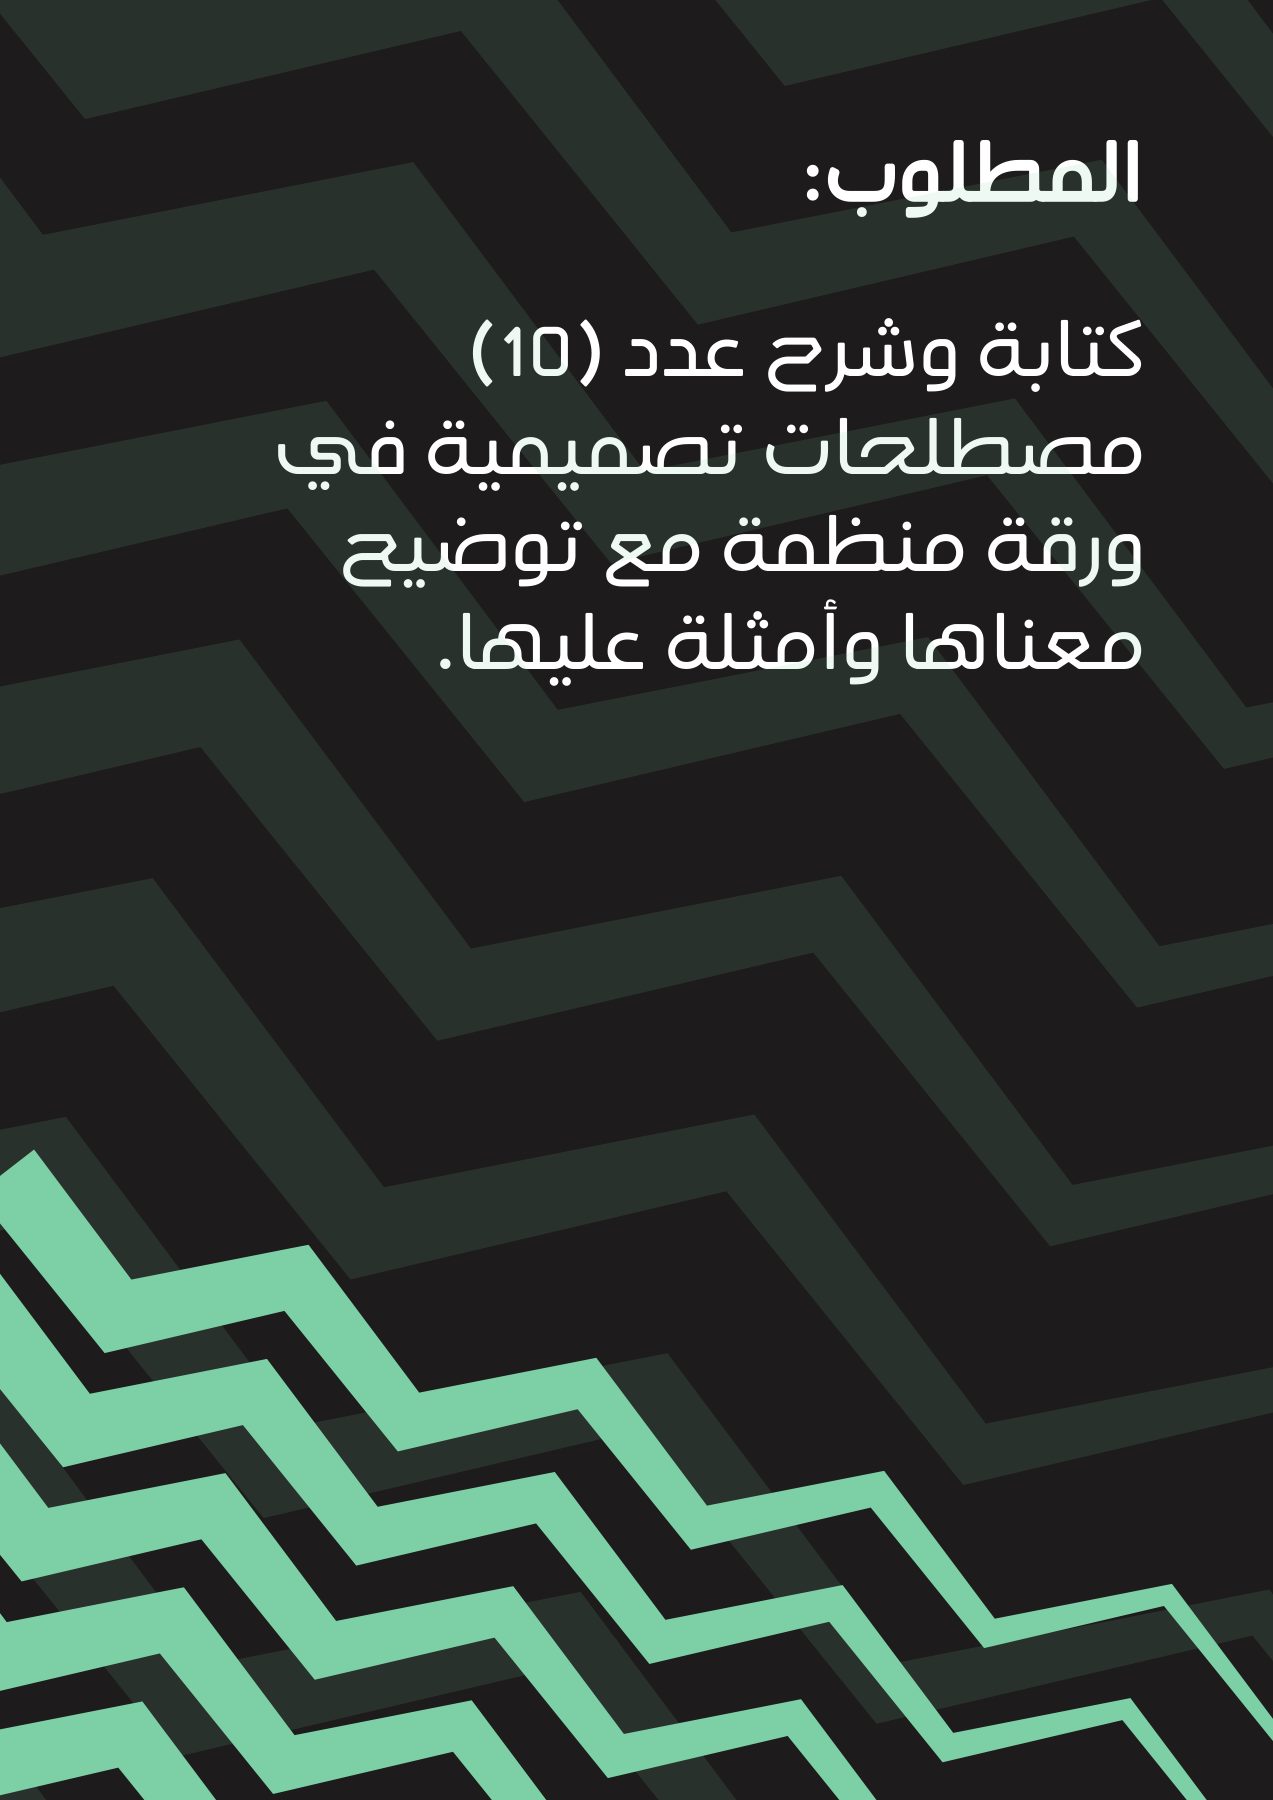 المطلوب:
كتابة وشرح عدد (10)
مصطلحات تصميمية في
ورقة منظمة مع توضيح
معناها وأمثلة عليها.